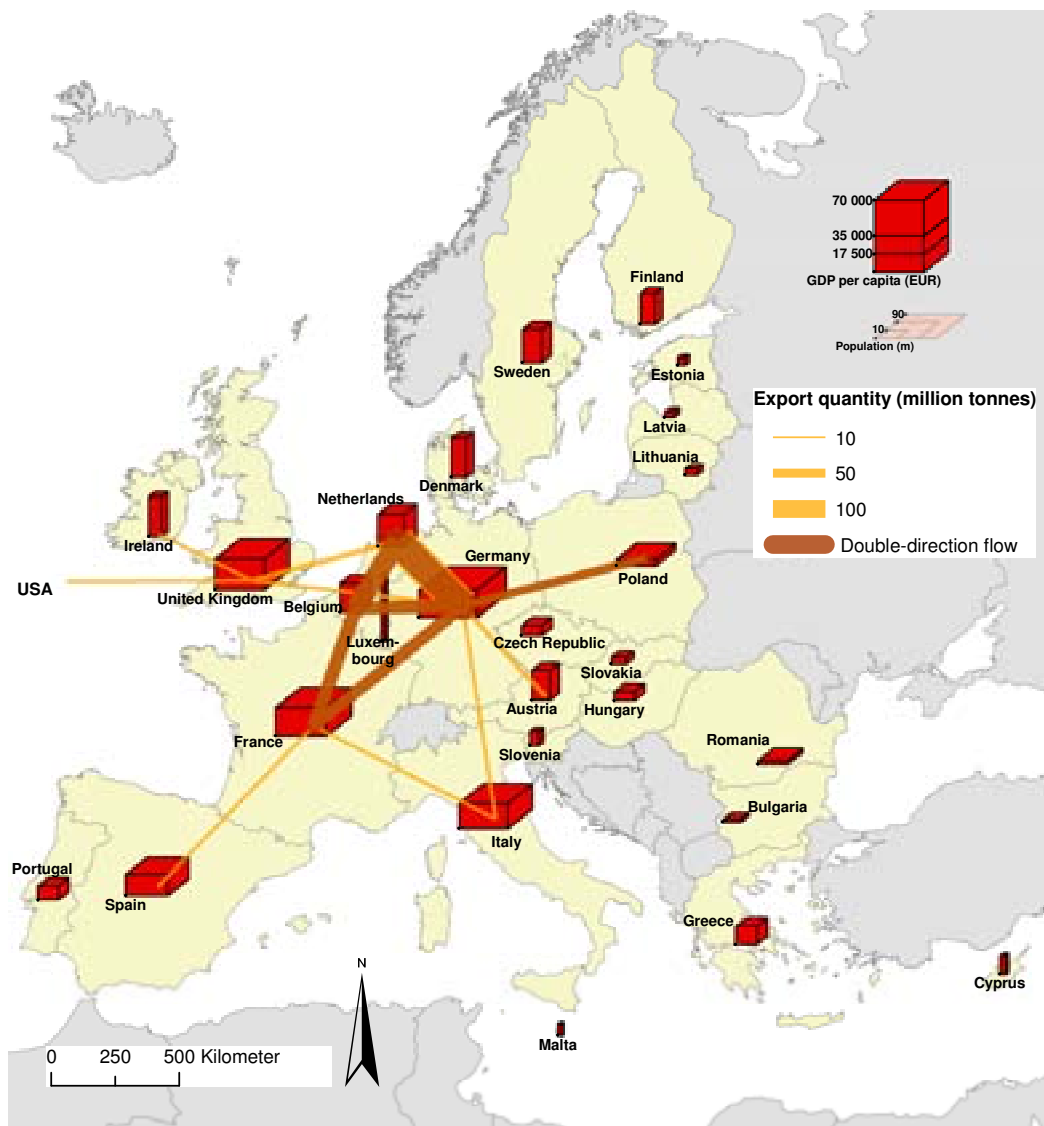 70 000
35 000
17 500
GDP per capita (EUR)
90
10
Population (m)
Export quantity (million tonnes)
10
50
100
Double-direction flow
Finland
Sweden
Estonia
Latvia
Lithuania
Denmark
Netherlands
Ireland
Germany
Poland
USA
United Kingdom
Belgium
Luxem-
bourg
Czech Republic
Slovakia
Austria
Hungary
France
Slovenia
Romania
Bulgaria
Italy
Portugal
Spain
Greece
Cyprus
Malta
N
0 250 500 Kilometer